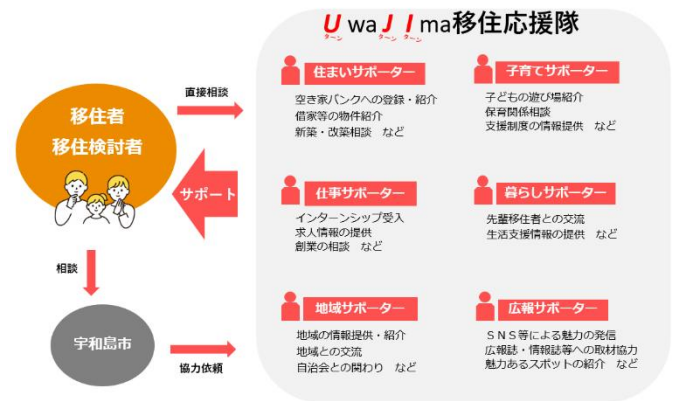 UwaJIma移住応援隊
ターン ターン ターン
直接相談
移住者
移住検討者
サポート
相談
宇和島市
協力依頼
住まいサポーター
空き家バンクへの登録・紹介
借家等の物件紹介
新築・改築相談 など
子育てサポーター
子どもの遊び場紹介
保育関係相談
支援制度の情報提供 など
仕事サポーター
インターンシップ受入
求人情報の提供
創業の相談 など
暮らしサポーター
先輩移住者との交流
生活支援情報の提供 など
地域サポーター
地域の情報提供・紹介
地域との交流
自治会との関わり など
広報サポーター
ＳＮＳ等による魅力の発信
広報誌・情報誌等への取材協力
魅力あるスポットの紹介 など